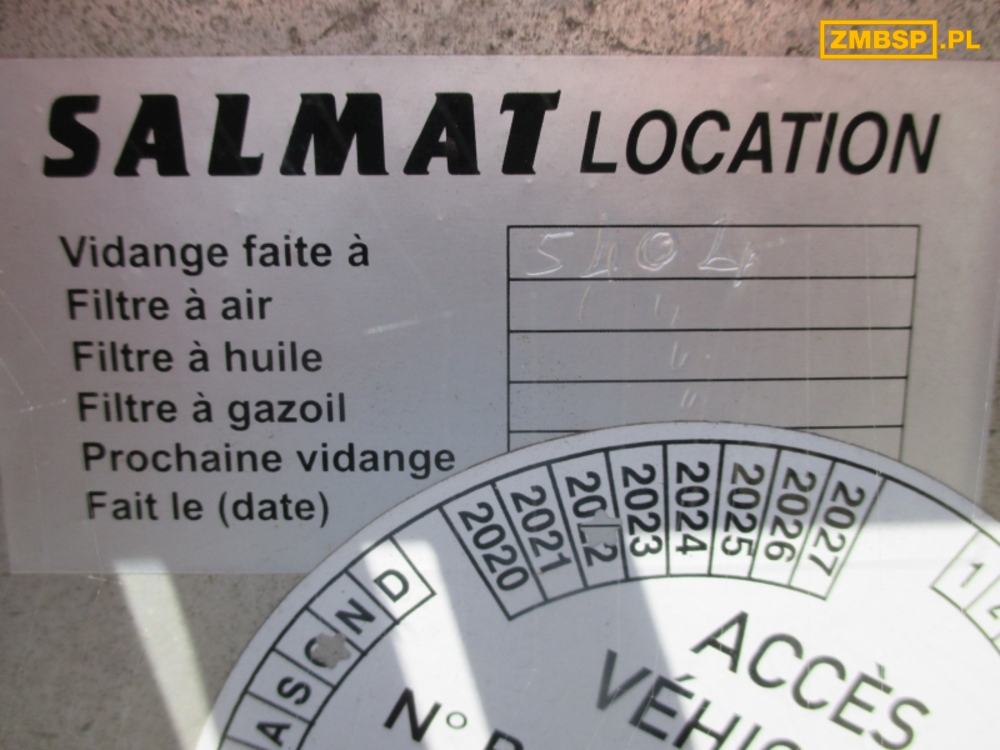 ZMBSP.PL
SALMAT LOCATION
Vidange faite à 5404
Filtre à air "
Filtre à huile "
Filtre à gazoil "
Prochaine vidange
Fait le (date)
2020 2021 2022 2023 2024 2025 2026 2027
A S O N D
1
ACCÈS
N°